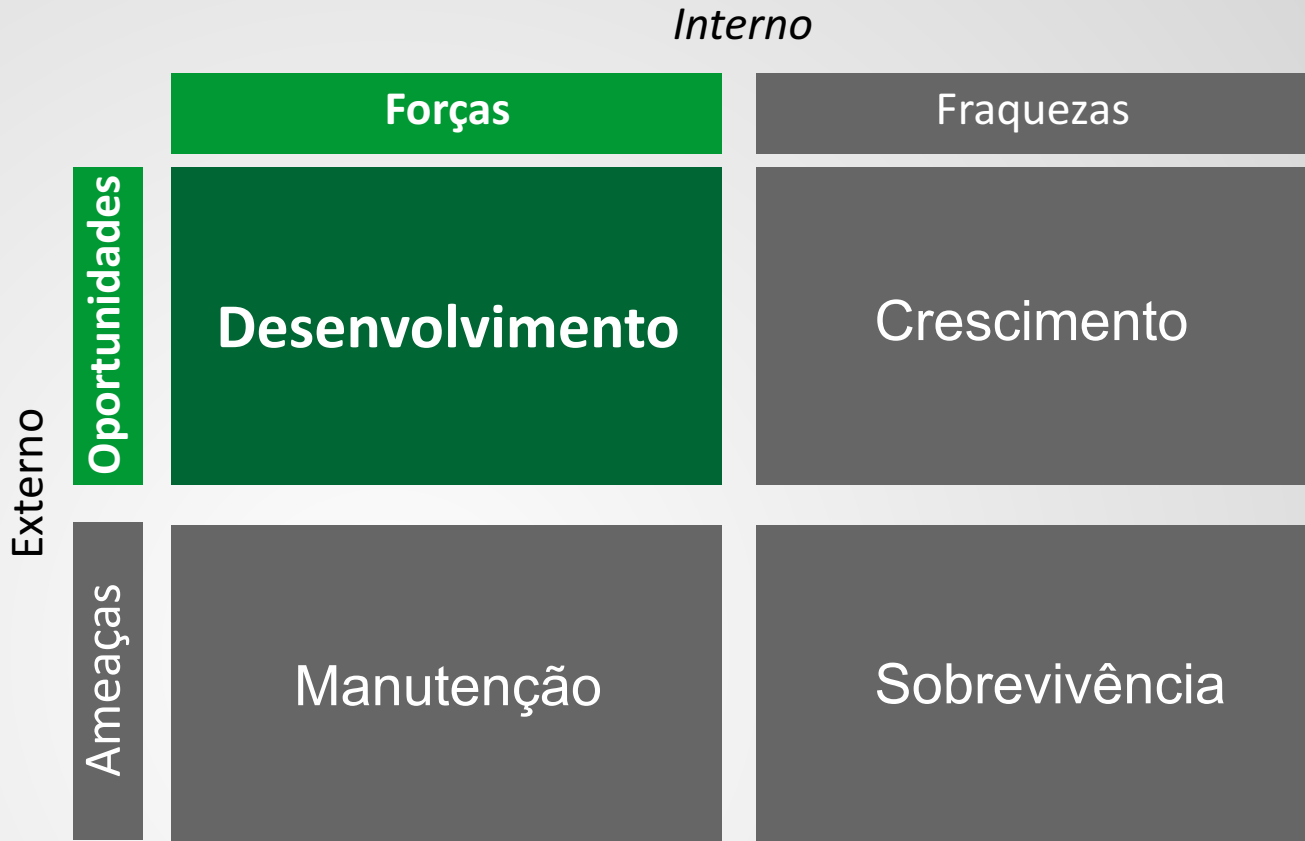 Interno
Forças
Fraquezas
Externo
Oportunidades
Desenvolvimento
Crescimento
Ameaças
Manutenção
Sobrevivência